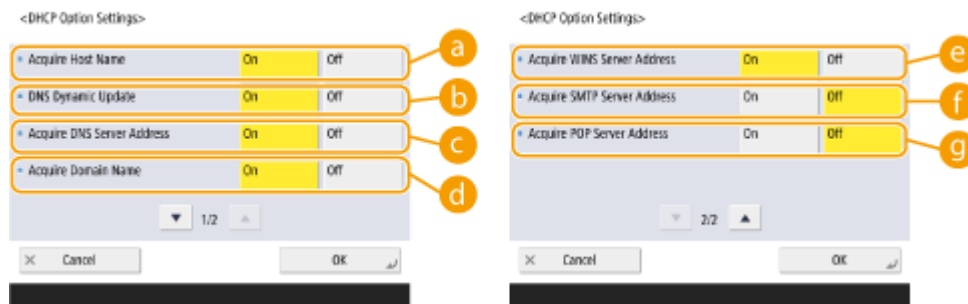 <DHCP Option Settings>
Acquire Host Name On Off a
DNS Dynamic Update On Off b
Acquire DNS Server Address On Off c
Acquire Domain Name On Off d
▼ 1/2 ▲
× Cancel OK
<DHCP Option Settings>
Acquire WINS Server Address On Off e
Acquire SMTP Server Address On Off f
Acquire POP Server Address On Off g
▼ 2/2 ▲
× Cancel OK